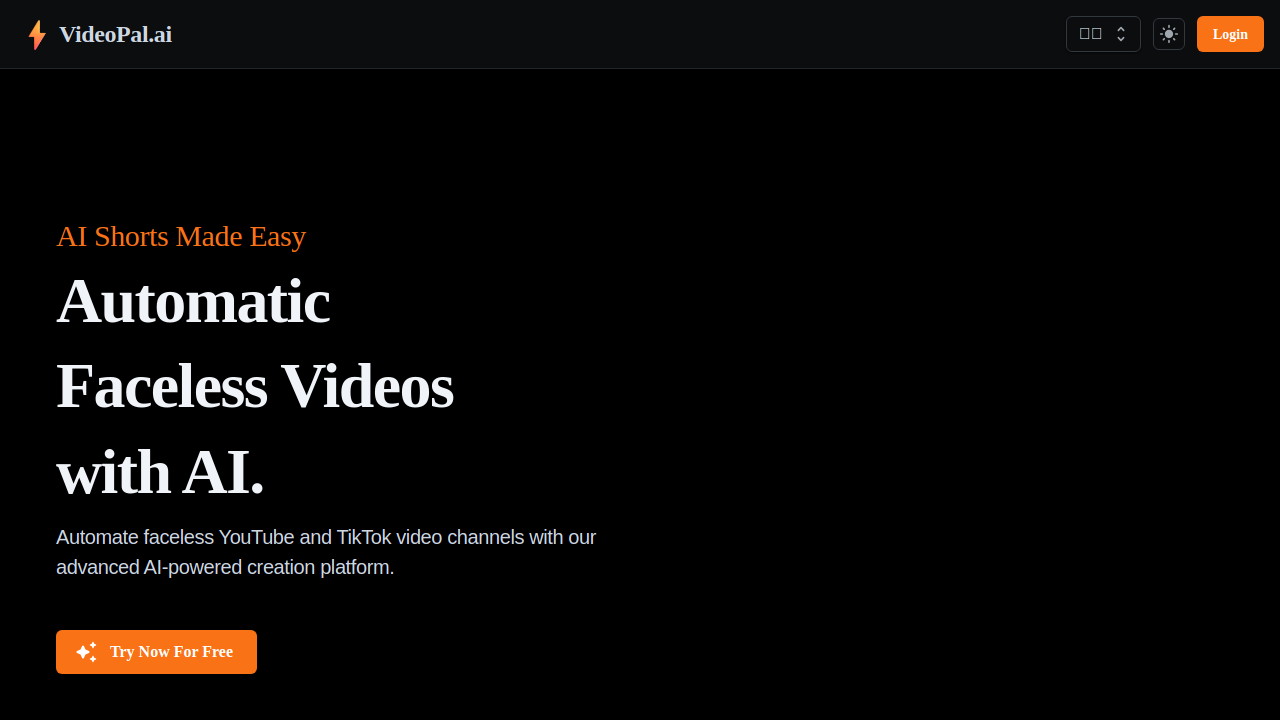 VideoPal.ai
Login
AI Shorts Made Easy
Automatic
Faceless Videos
with AI.
Automate faceless YouTube and TikTok video channels with our
advanced AI-powered creation platform.
Try Now For Free